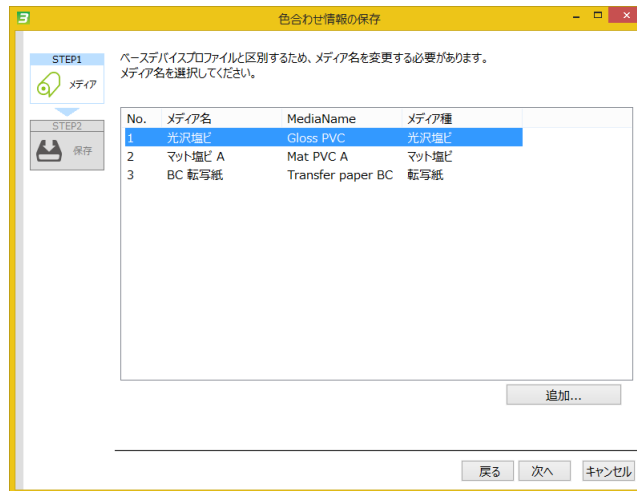 3
色合わせ情報の保存
STEP1
メディア
STEP2
保存
ベースデバイスプロファイルと区別するため、メディア名を変更する必要があります。
メディア名を選択してください。
No. メディア名 MediaName メディア種
1 光沢塩ビ Gloss PVC 光沢塩ビ
2 マット塩ビ A Mat PVC A マット塩ビ
3 BC 転写紙 Transfer paper BC 転写紙
追加...
戻る 次へ キャンセル